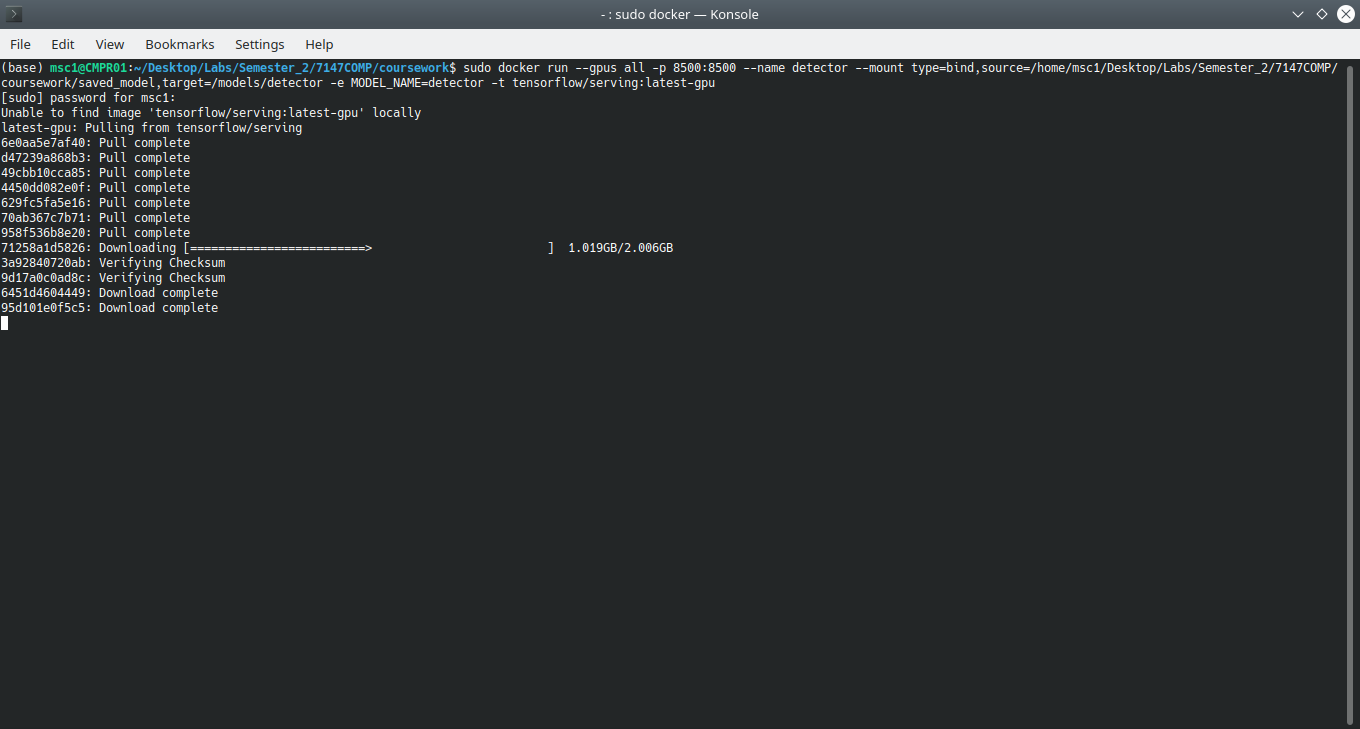 - : sudo docker — Konsole
File Edit View Bookmarks Settings Help
(base) msc1@CMPR01:~/Desktop/Labs/Semester_2/7147COMP/coursework$ sudo docker run --gpus all -p 8500:8500 --name detector --mount type=bind,source=/home/msc1/Desktop/Labs/Semester_2/7147COMP/
coursework/saved_model,target=/models/detector -e MODEL_NAME=detector -t tensorflow/serving:latest-gpu
[sudo] password for msc1:
Unable to find image 'tensorflow/serving:latest-gpu' locally
latest-gpu: Pulling from tensorflow/serving
6e0aa5e7af40: Pull complete
d47239a868b3: Pull complete
49cbb10cca85: Pull complete
4450dd082e0f: Pull complete
629fc5fa5e16: Pull complete
70ab367c7b71: Pull complete
958f536b8e20: Pull complete
71258a1d5826: Downloading [=========================>                         ]  1.019GB/2.006GB
3a92840720ab: Verifying Checksum
9d17a0c0ad8c: Verifying Checksum
6451d4604449: Download complete
95d101e0f5c5: Download complete